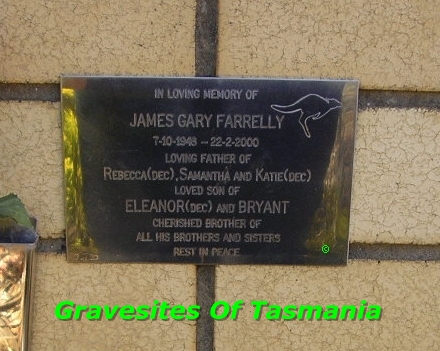 IN LOVING MEMORY OF
JAMES GARY FARRELLY
7-10-1948 – 22-2-2000
LOVING FATHER OF
REBECCA(DEC), SAMANTHA AND KATIE(DEC)
LOVED SON OF
ELEANOR(DEC) AND BRYANT
CHERISHED BROTHER OF
ALL HIS BROTHERS AND SISTERS
REST IN PEACE
©
Gravesites Of Tasmania